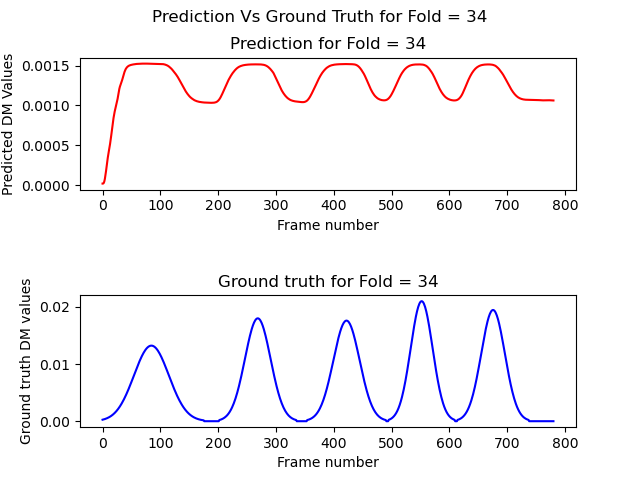 Prediction Vs Ground Truth for Fold = 34
Prediction for Fold = 34
Predicted DM Values
0.0015
0.0010
0.0005
0.0000
0 100 200 300 400 500 600 700 800
Frame number
Ground truth for Fold = 34
Ground truth DM values
0.02
0.01
0.00
0 100 200 300 400 500 600 700 800
Frame number